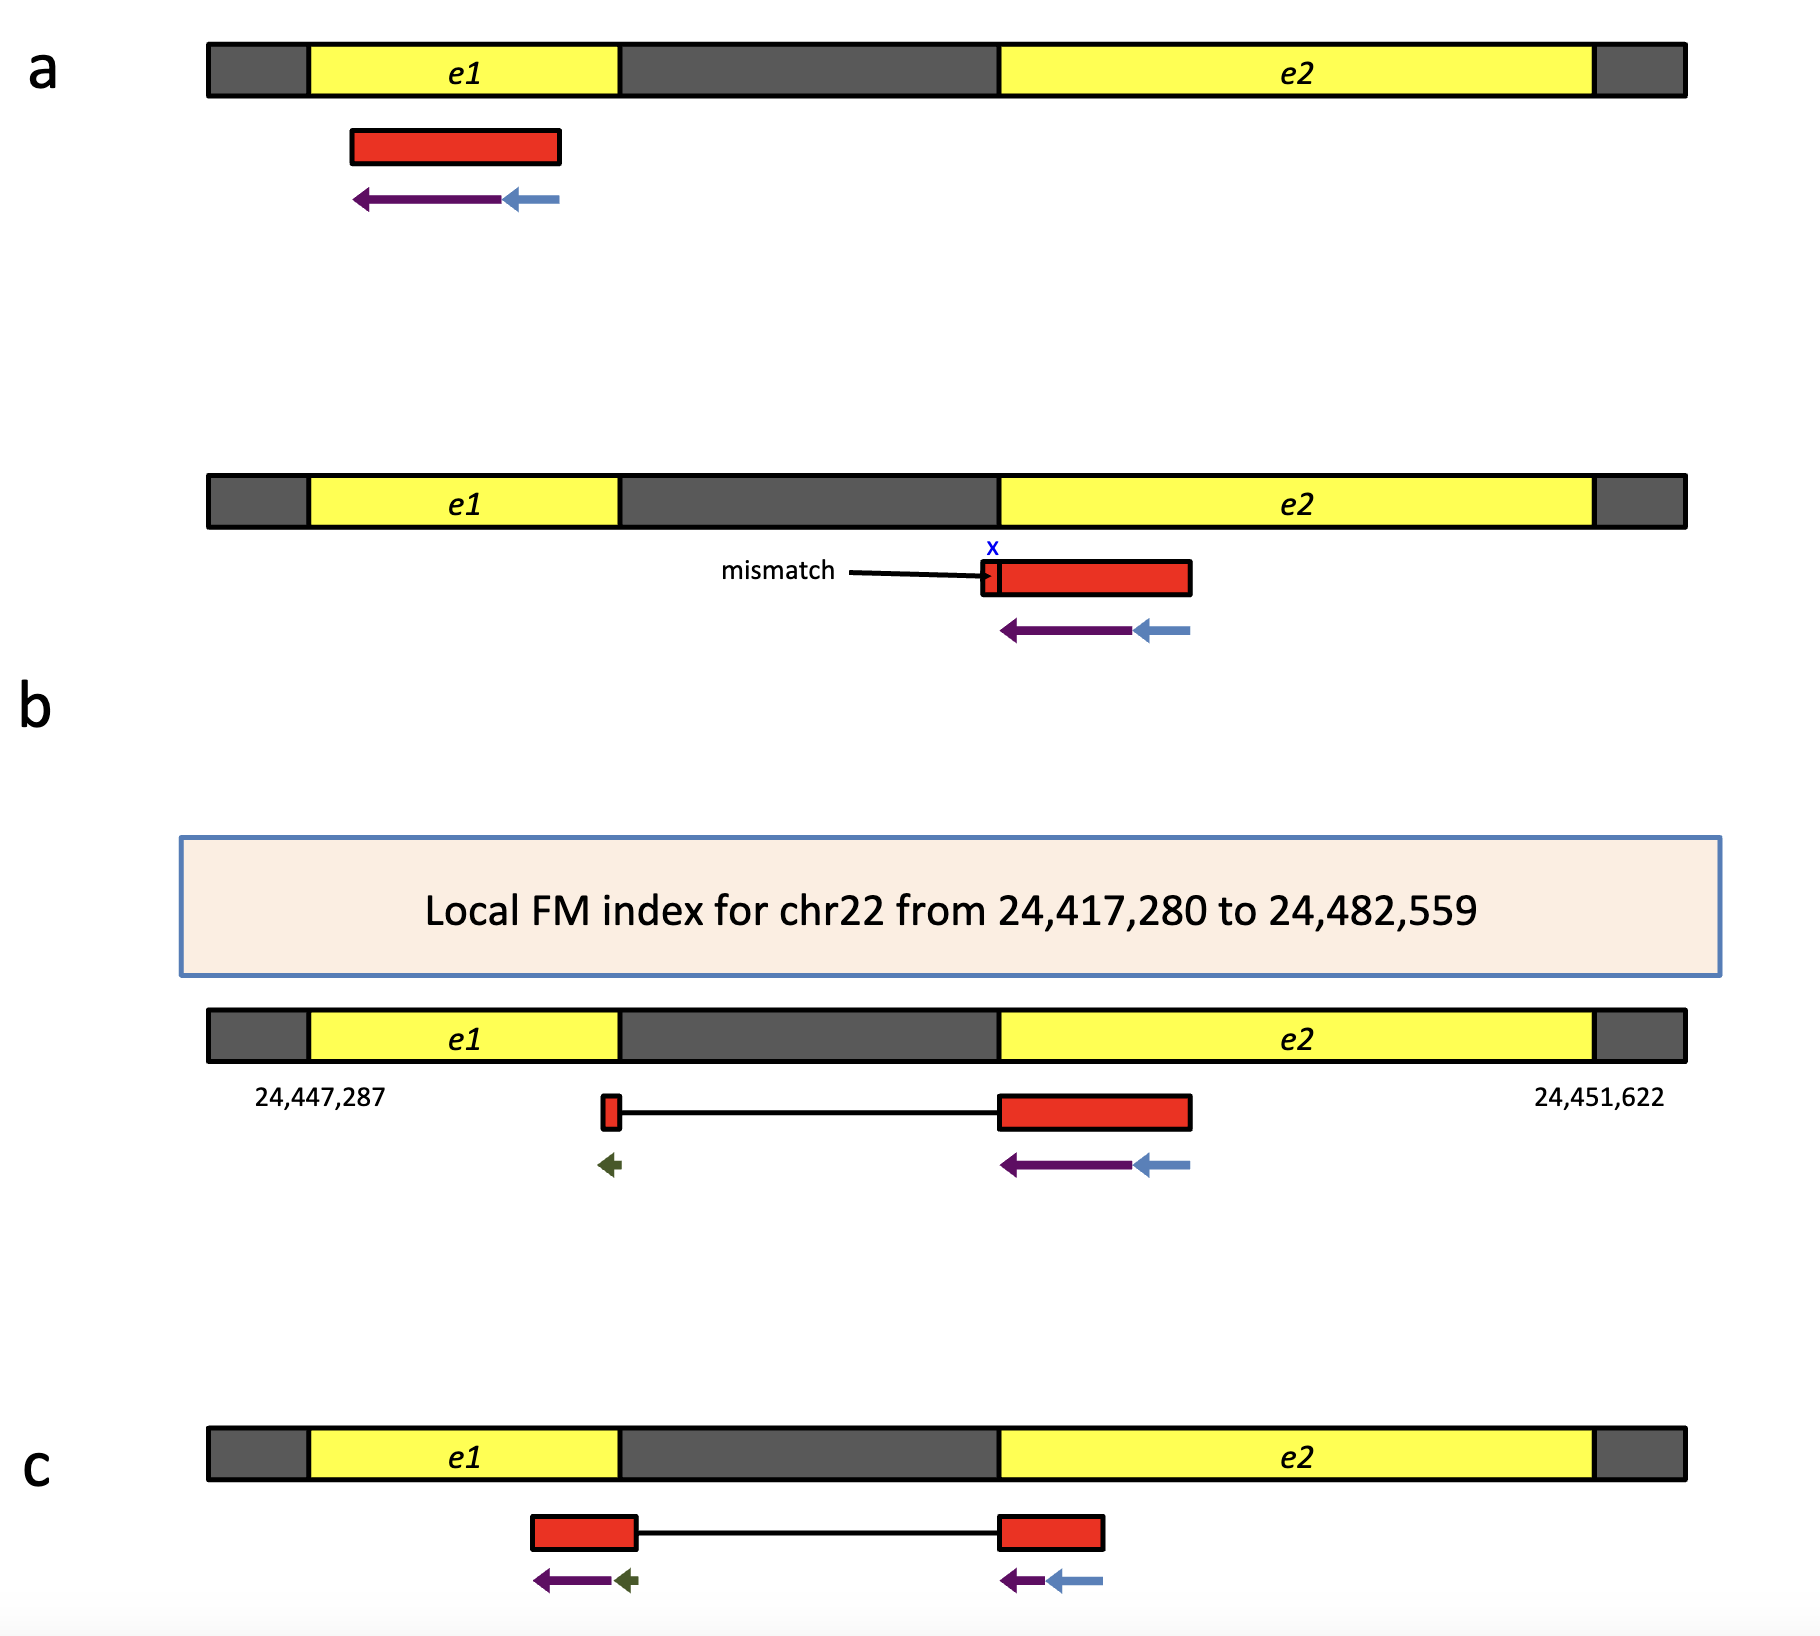 a
e1 e2
e1 e2
x
mismatch
b
Local FM index for chr22 from 24,417,280 to 24,482,559
e1 e2
24,447,287 24,451,622
c
e1 e2